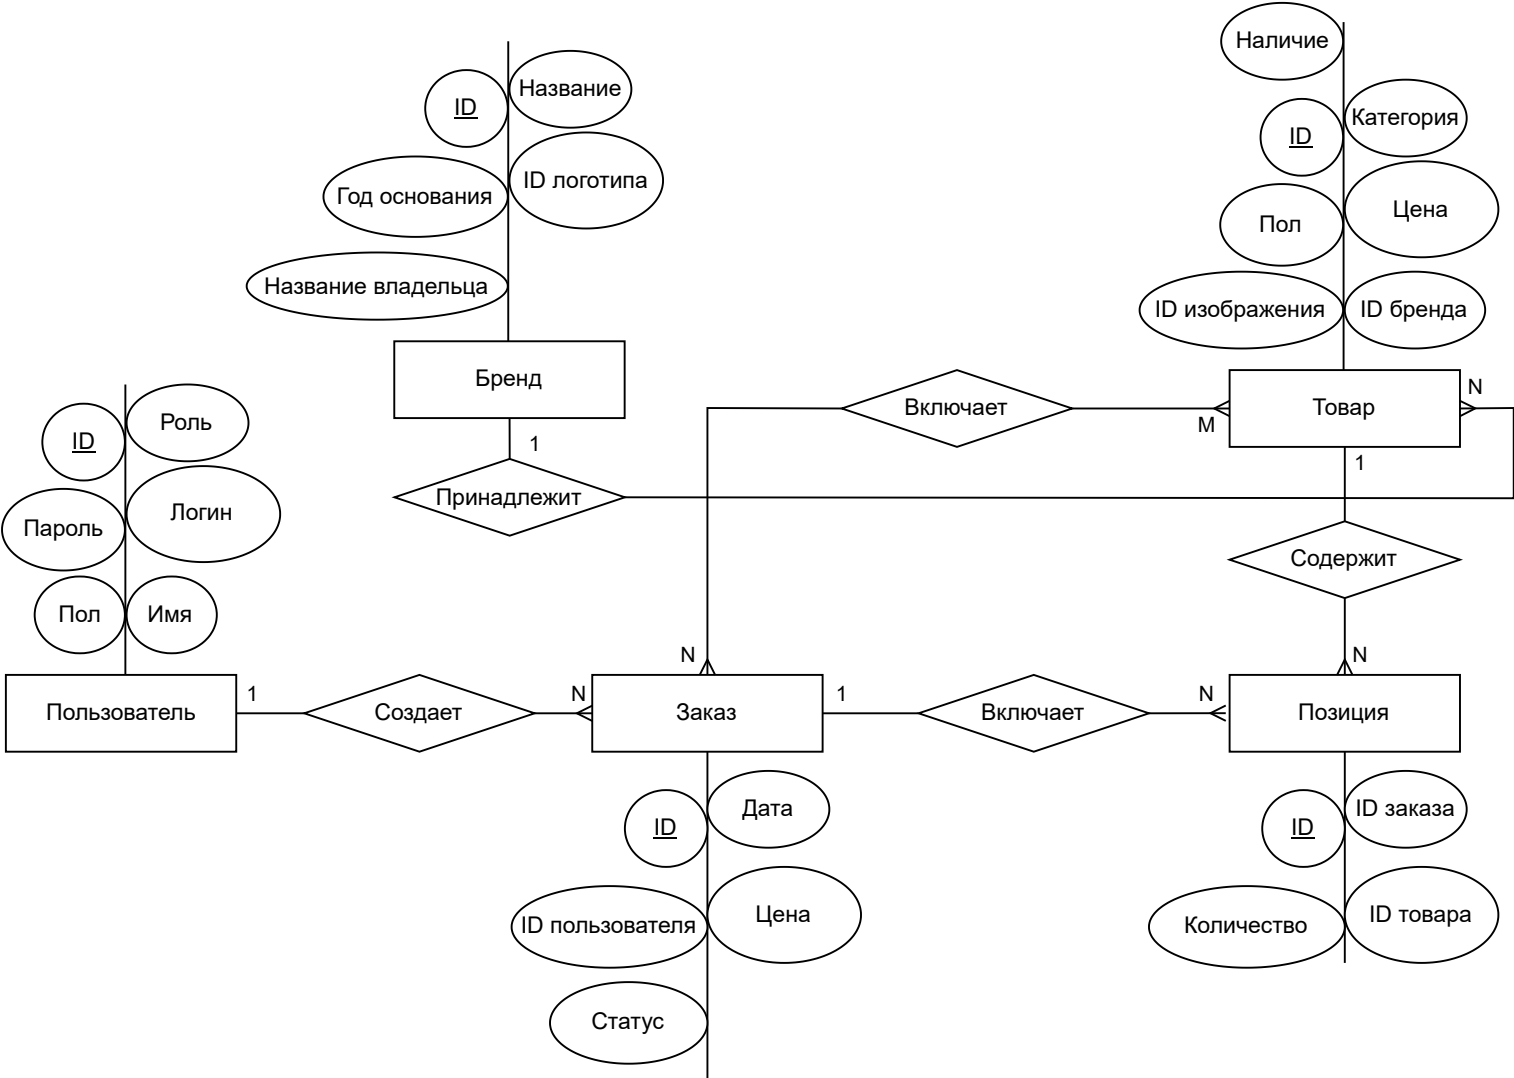 Наличие
Название
Категория
ID
ID
ID логотипа
Год основания
Цена
Пол
Название владельца
ID изображения
ID бренда
Бренд
N
Включает
Товар
M
Роль
ID
1
1
Принадлежит
Логин
Пароль
Содержит
Пол
Имя
N
N
1
N
1
N
Пользователь
Создает
Заказ
Включает
Позиция
Дата
ID заказа
ID
ID
Цена
ID товара
ID пользователя
Количество
Статус